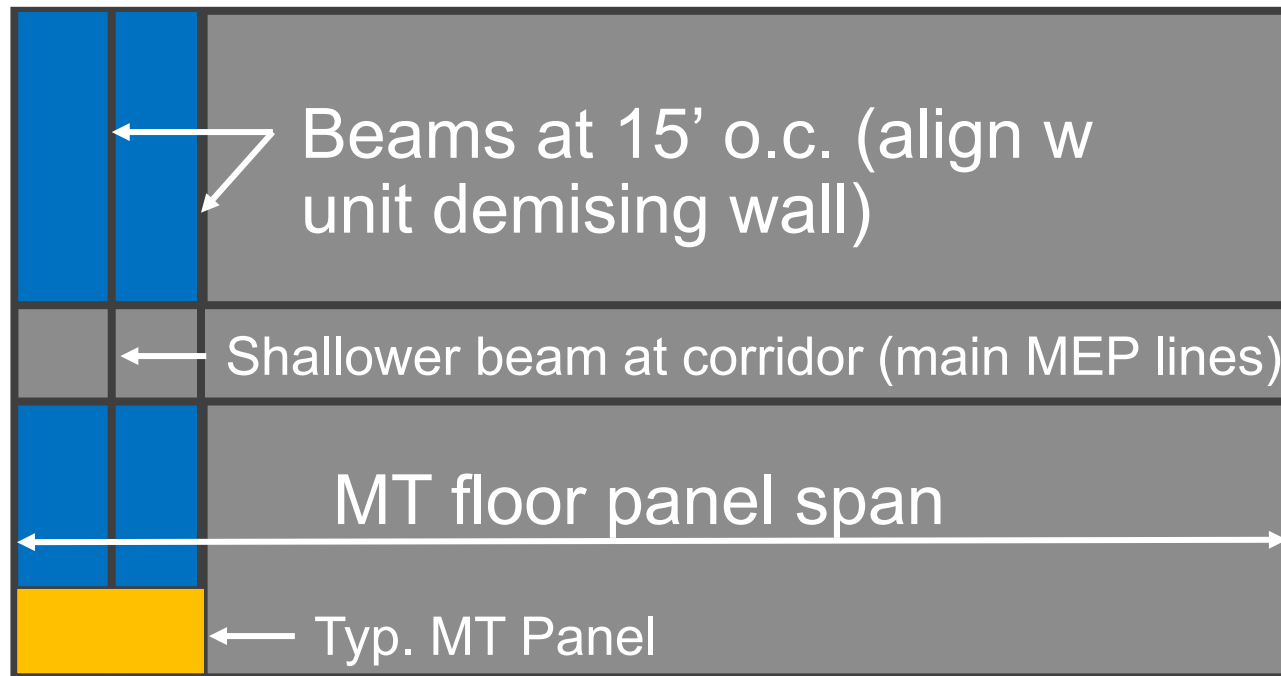 Beams at 15’ o.c. (align w
unit demising wall)
Shallower beam at corridor (main MEP lines)
MT floor panel span
Typ. MT Panel